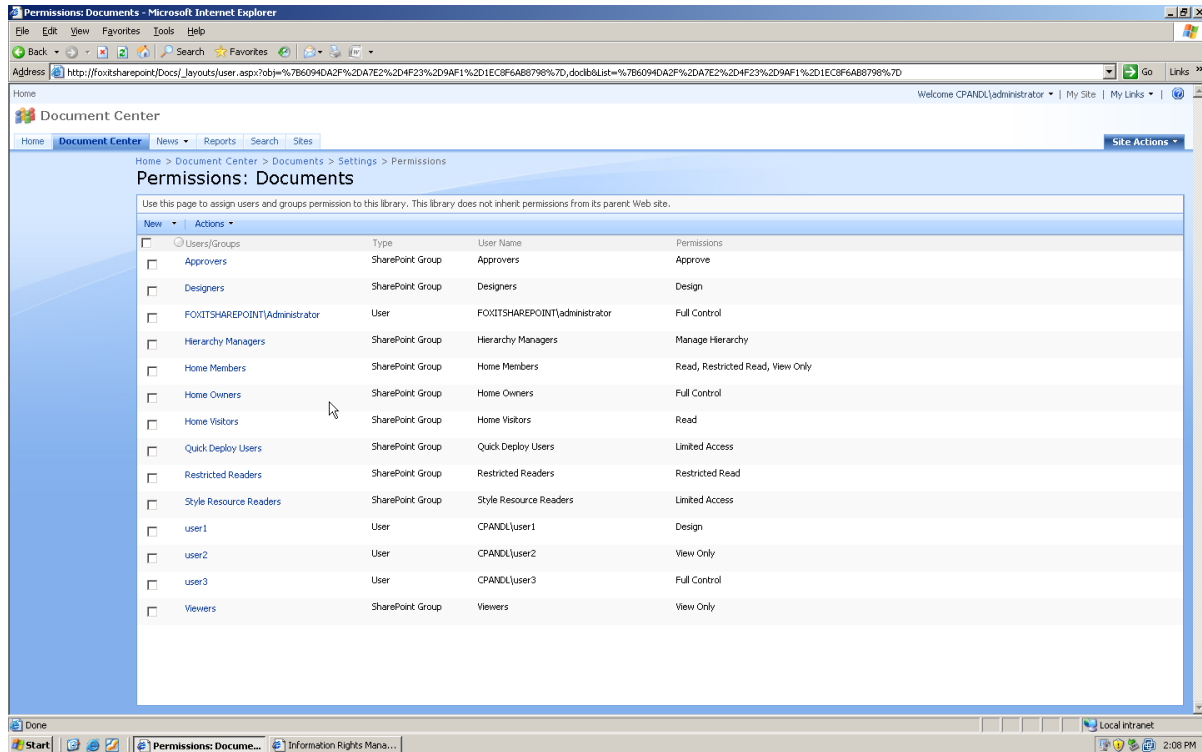 Permissions: Documents - Microsoft Internet Explorer
File Edit View Favorites Tools Help
Back Search Favorites
Address http://foxitsharepoint/Docs/_layouts/user.aspx?obj=%7B6094DA2F%2DA7E2%2D4F23%2D9AF1%2D1EC8F6AB8798%7D,doclib&List=%7B6094DA2F%2DA7E2%2D4F23%2D9AF1%2D1EC8F6AB8798%7D Go Links »
Home Welcome CPANDL\administrator | My Site | My Links |
Document Center
Home Document Center News Reports Search Sites Site Actions
Home > Document Center > Documents > Settings > Permissions
Permissions: Documents
Use this page to assign users and groups permission to this library. This library does not inherit permissions from its parent Web site.
New | Actions
Users/Groups Type User Name Permissions
Approvers SharePoint Group Approvers Approve
Designers SharePoint Group Designers Design
FOXITSHAREPOINT\Administrator User FOXITSHAREPOINT\administrator Full Control
Hierarchy Managers SharePoint Group Hierarchy Managers Manage Hierarchy
Home Members SharePoint Group Home Members Read, Restricted Read, View Only
Home Owners SharePoint Group Home Owners Full Control
Home Visitors SharePoint Group Home Visitors Read
Quick Deploy Users SharePoint Group Quick Deploy Users Limited Access
Restricted Readers SharePoint Group Restricted Readers Restricted Read
Style Resource Readers SharePoint Group Style Resource Readers Limited Access
user1 User CPANDL\user1 Design
user2 User CPANDL\user2 View Only
user3 User CPANDL\user3 Full Control
Viewers SharePoint Group Viewers View Only
Done Local intranet
Start Permissions: Docume... Information Rights Mana... 2:08 PM